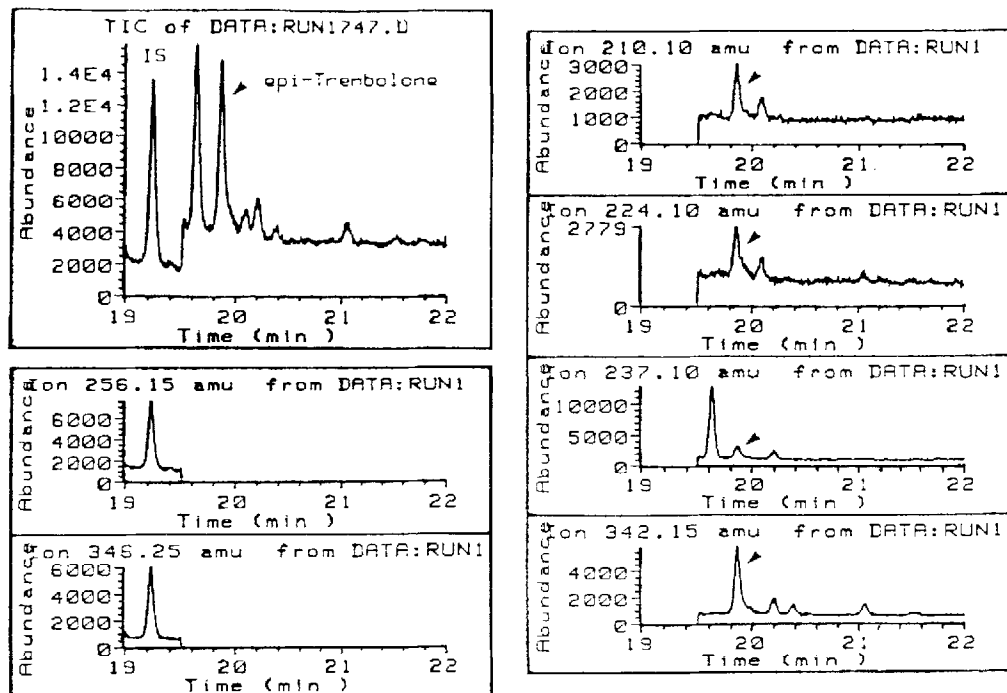 TIC of DATA:RUN1747.D
IS
epi-Trembolone
Abundance
1.4E4
1.2E4
10000
8000
6000
4000
2000
0
19 20 21 22
Time (min )
Ion 256.15 amu from DATA:RUN1
Abundance
6000
4000
2000
0
19 20 21 22
Time (min )
Ion 346.25 amu from DATA:RUN1
Abundance
6000
4000
2000
0
19 20 21 22
Time (min )
Ion 210.10 amu from DATA:RUN1
Abundance
3000
2000
1000
0
19 20 21 22
Time (min )
Ion 224.10 amu from DATA:RUN1
Abundance
2779
0
19 20 21 22
Time (min )
Ion 237.10 amu from DATA:RUN1
Abundance
10000
5000
0
19 20 21 22
Time (min )
Ion 342.15 amu from DATA:RUN1
Abundance
4000
2000
0
19 20 21 22
Time (min )